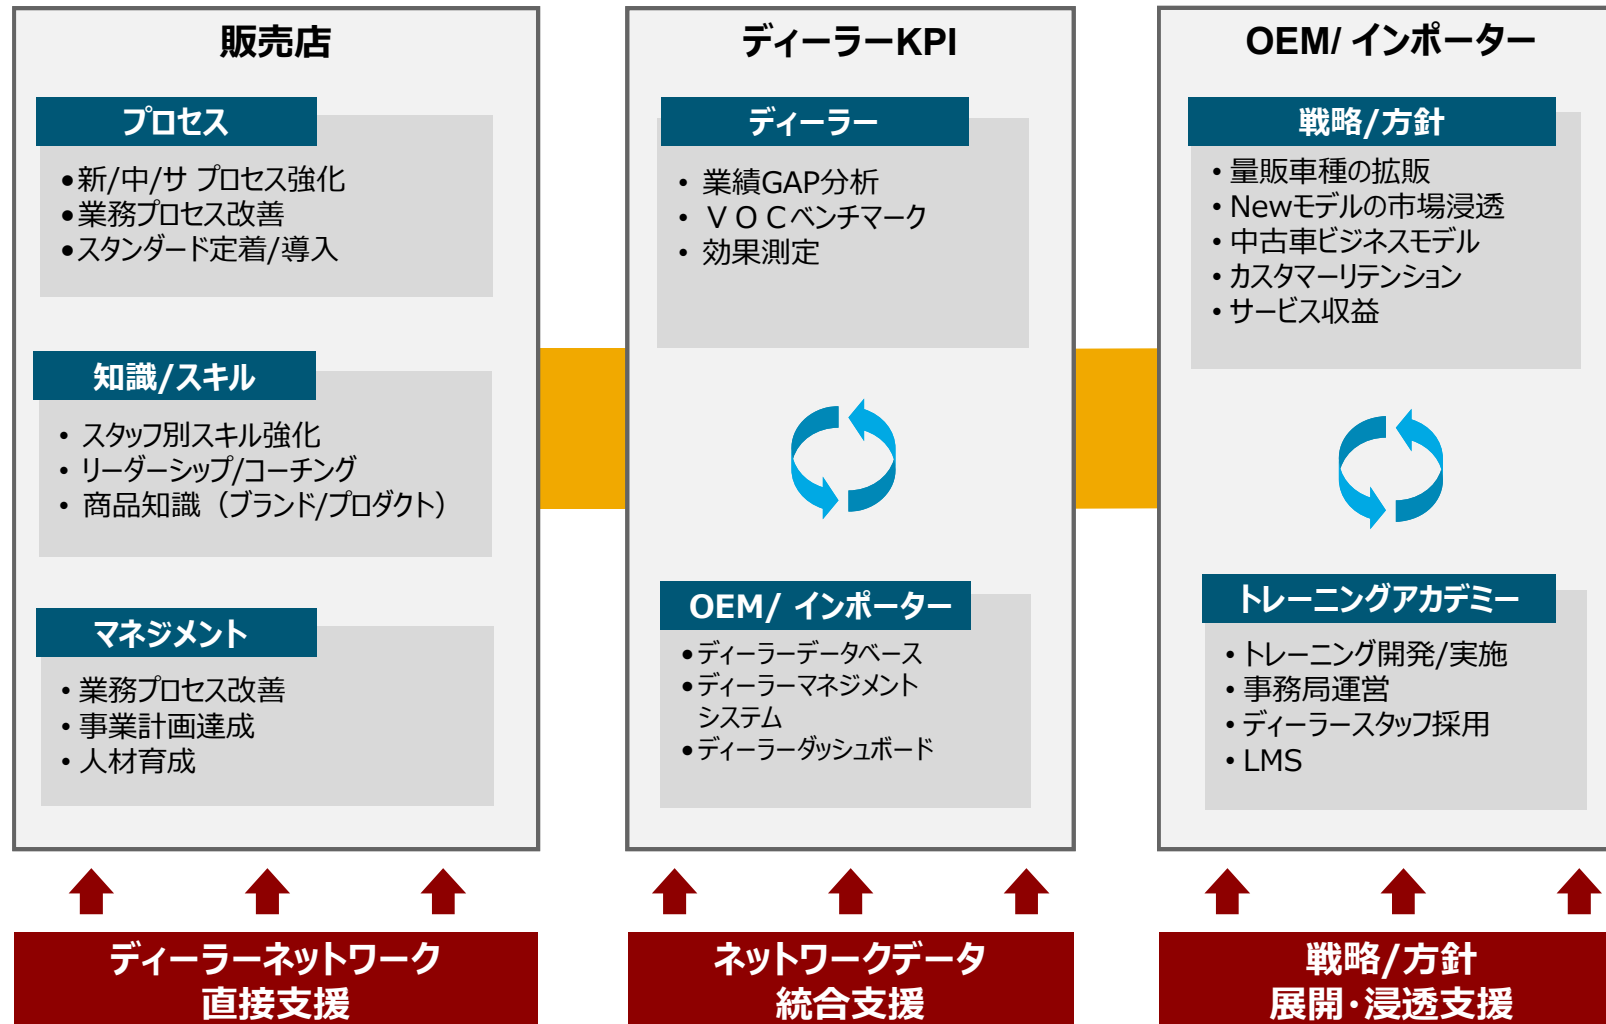 販売店
プロセス
•新/中/サ プロセス強化
•業務プロセス改善
•スタンダード定着/導入
知識/スキル
• スタッフ別スキル強化
• リーダーシップ/コーチング
• 商品知識（ブランド/プロダクト）
マネジメント
• 業務プロセス改善
• 事業計画達成
• 人材育成
ディーラーネットワーク
直接支援
ディーラーKPI
ディーラー
• 業績GAP分析
• ＶＯＣベンチマーク
• 効果測定
OEM/ インポーター
•ディーラーデータベース
•ディーラーマネジメント
システム
•ディーラーダッシュボード
ネットワークデータ
統合支援
OEM/ インポーター
戦略/方針
• 量販車種の拡販
• Newモデルの市場浸透
• 中古車ビジネスモデル
• カスタマーリテンション
• サービス収益
トレーニングアカデミー
• トレーニング開発/実施
• 事務局運営
• ディーラースタッフ採用
• LMS
戦略/方針
展開・浸透支援